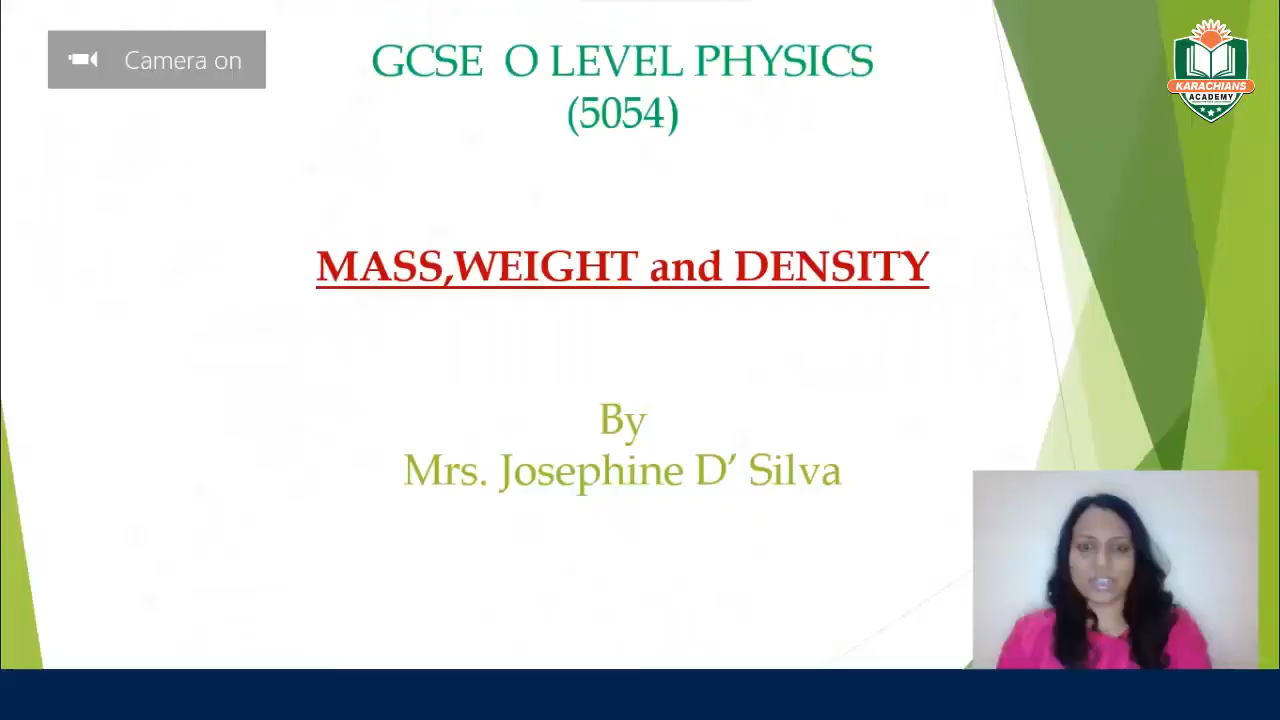 Camera on
GCSE O LEVEL PHYSICS
(5054)
KARACHIANS
ACADEMY
MASS,WEIGHT and DENSITY
By
Mrs. Josephine D’ Silva